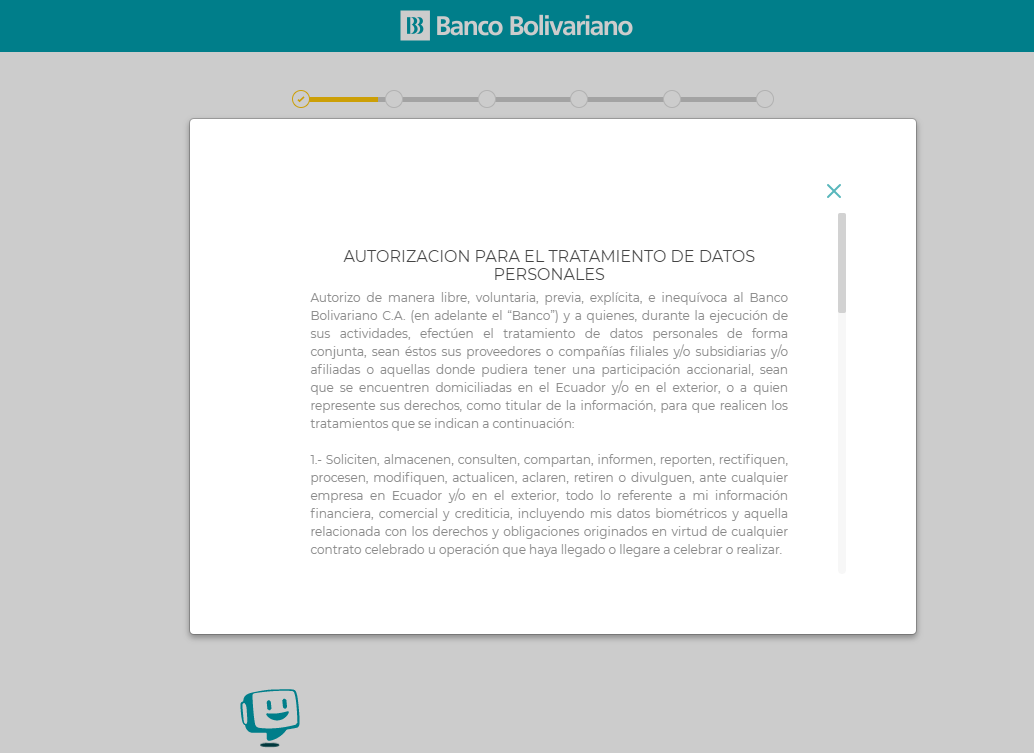 Banco Bolivariano
AUTORIZACION PARA EL TRATAMIENTO DE DATOS
PERSONALES
Autorizo de manera libre, voluntaria, previa, explícita, e inequívoca al Banco
Bolivariano C.A. (en adelante el “Banco”) y a quienes, durante la ejecución de
sus actividades, efectúen el tratamiento de datos personales de forma
conjunta, sean éstos sus proveedores o compañías filiales y/o subsidiarias y/o
afiliadas o aquellas donde pudiera tener una participación accionarial, sean
que se encuentren domiciliadas en el Ecuador y/o en el exterior, o a quien
represente sus derechos, como titular de la información, para que realicen los
tratamientos que se indican a continuación:
1.- Soliciten, almacenen, consulten, compartan, informen, reporten, rectifiquen,
procesen, modifiquen, actualicen, aclaren, retiren o divulguen, ante cualquier
empresa en Ecuador y/o en el exterior, todo lo referente a mi información
financiera, comercial y crediticia, incluyendo mis datos biométricos y aquella
relacionada con los derechos y obligaciones originados en virtud de cualquier
contrato celebrado u operación que haya llegado o llegare a celebrar o realizar.